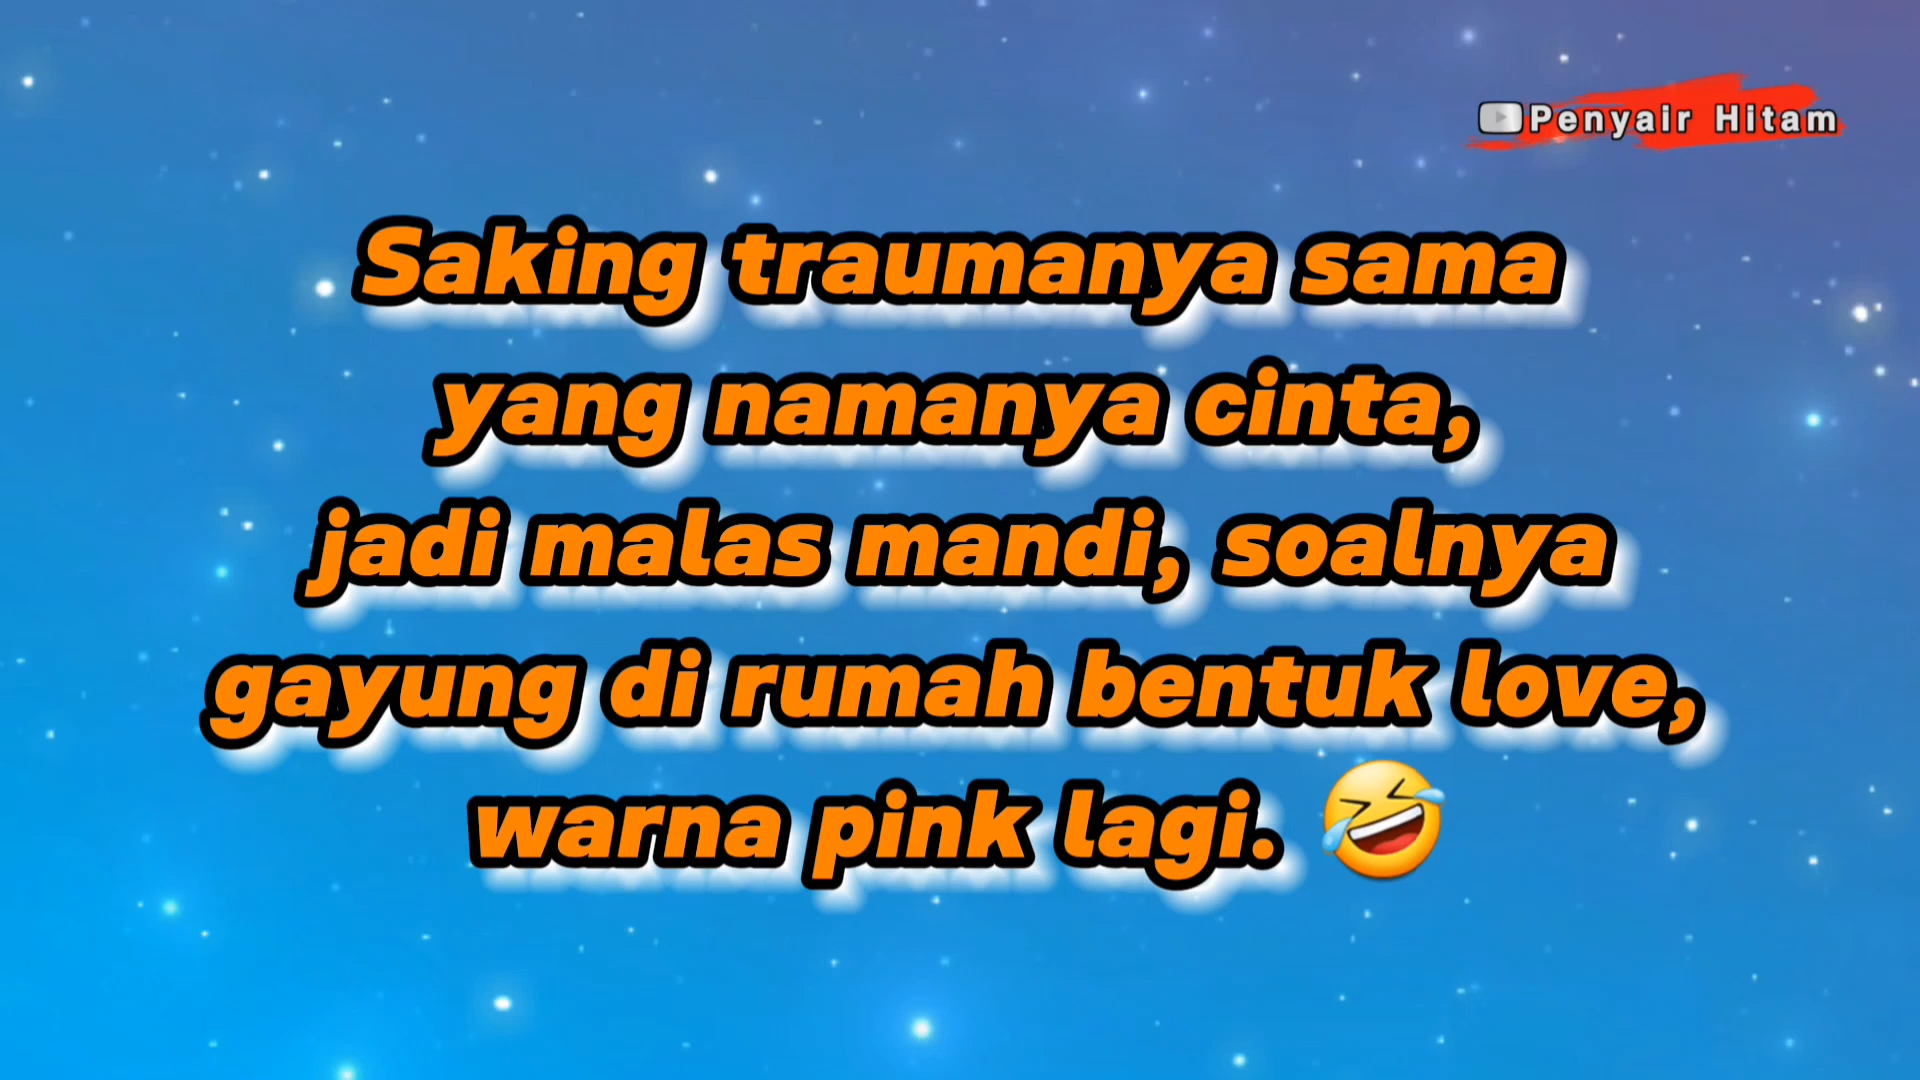 Penyair Hitam
Saking traumanya sama
yang namanya cinta,
jadi malas mandi, soalnya
gayung di rumah bentuk love,
warna pink lagi. 🤣